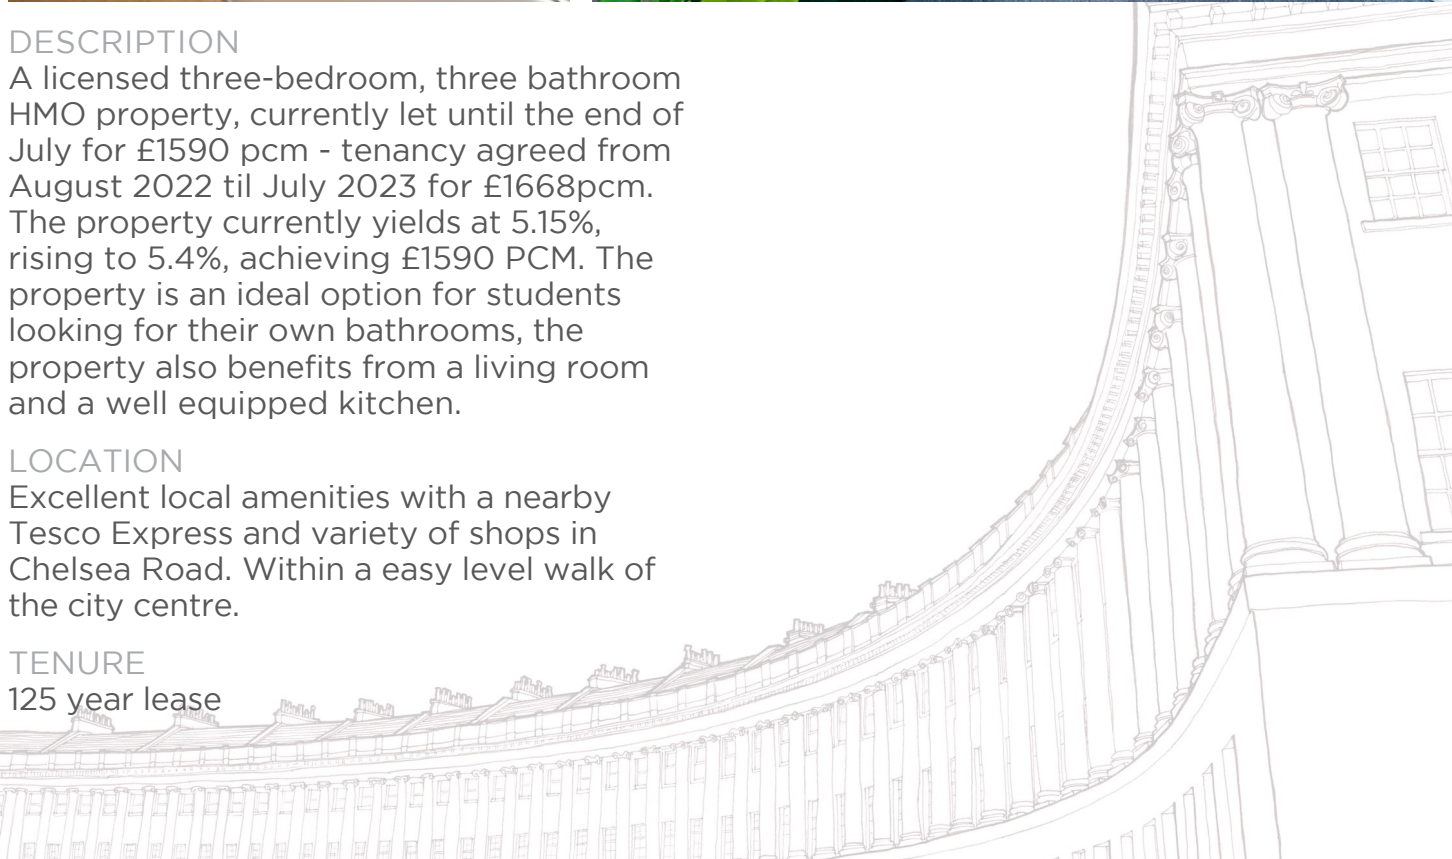 DESCRIPTION
A licensed three-bedroom, three bathroom
HMO property, currently let until the end of
July for £1590 pcm - tenancy agreed from
August 2022 til July 2023 for £1668pcm.
The property currently yields at 5.15%,
rising to 5.4%, achieving £1590 PCM. The
property is an ideal option for students
looking for their own bathrooms, the
property also benefits from a living room
and a well equipped kitchen.
LOCATION
Excellent local amenities with a nearby
Tesco Express and variety of shops in
Chelsea Road. Within a easy level walk of
the city centre.
TENURE
125 year lease